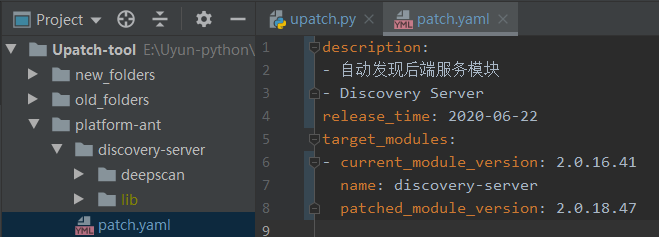 Project
upatch.py
patch.yaml
Upatch-tool E:\Uyun-python\
new_folders
old_folders
platform-ant
discovery-server
deepscan
lib
YML patch.yaml
1 description:
2 - 自动发现后端服务模块
3 - Discovery Server
4 release_time: 2020-06-22
5 target_modules:
6 - current_module_version: 2.0.16.41
7 name: discovery-server
8 patched_module_version: 2.0.18.47
9